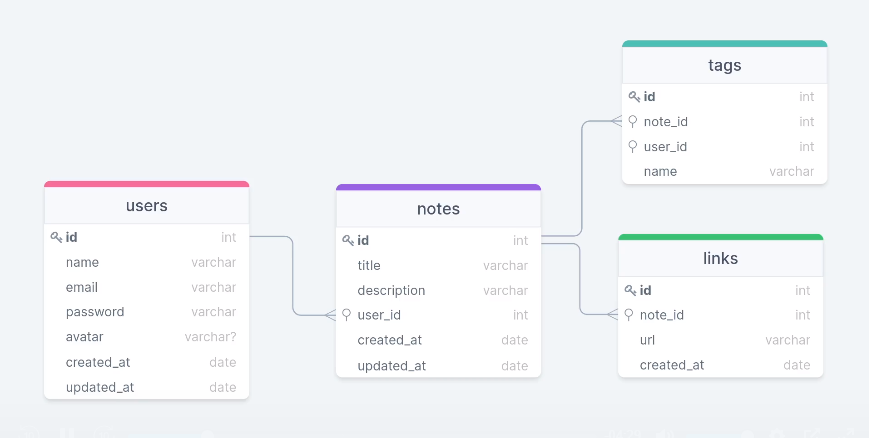 users
id int
name varchar
email varchar
password varchar
avatar varchar?
created_at date
updated_at date
notes
id int
title varchar
description varchar
user_id int
created_at date
updated_at date
tags
id int
note_id int
user_id int
name varchar
links
id int
note_id int
url varchar
created_at date